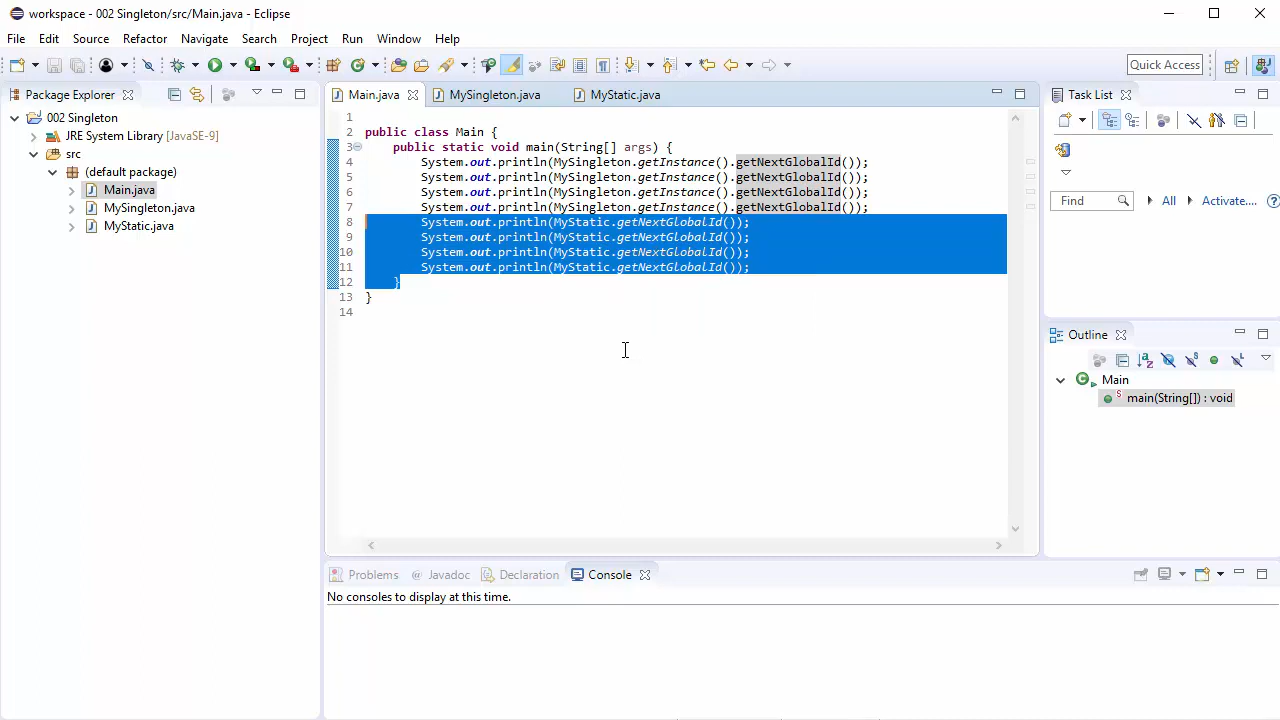 workspace - 002 Singleton/src/Main.java - Eclipse
File Edit Source Refactor Navigate Search Project Run Window Help
Quick Access
Package Explorer
002 Singleton
JRE System Library [JavaSE-9]
src
(default package)
Main.java
MySingleton.java
MyStatic.java
Main.java MySingleton.java MyStatic.java
1
2 public class Main {
3 public static void main(String[] args) {
4 System.out.println(MySingleton.getInstance().getNextGlobalId());
5 System.out.println(MySingleton.getInstance().getNextGlobalId());
6 System.out.println(MySingleton.getInstance().getNextGlobalId());
7 System.out.println(MySingleton.getInstance().getNextGlobalId());
8 System.out.println(MyStatic.getNextGlobalId());
9 System.out.println(MyStatic.getNextGlobalId());
10 System.out.println(MyStatic.getNextGlobalId());
11 System.out.println(MyStatic.getNextGlobalId());
12 }
13 }
14
Task List
Find All Activate...
Outline
Main
main(String[]) : void
Problems @ Javadoc Declaration Console
No consoles to display at this time.